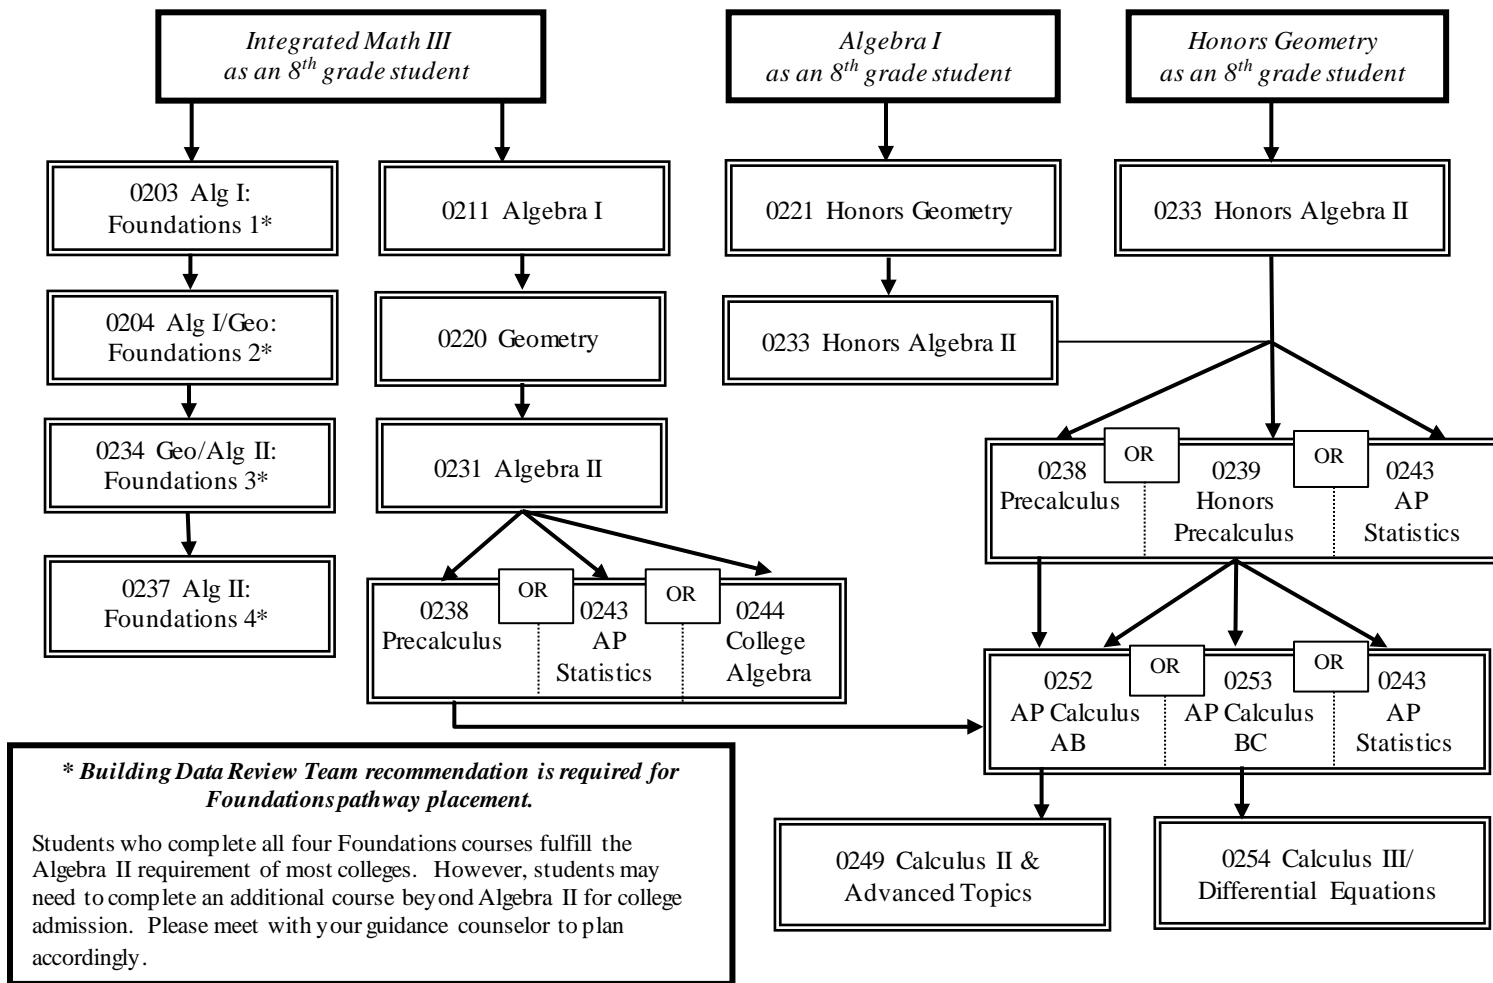 Integrated Math III
as an 8th grade student
Algebra I
as an 8th grade student
Honors Geometry
as an 8th grade student
0203 Alg I:
Foundations 1*
0211 Algebra I
0221 Honors Geometry
0233 Honors Algebra II
0204 Alg I/Geo:
Foundations 2*
0220 Geometry
0233 Honors Algebra II
0234 Geo/Alg II:
Foundations 3*
0231 Algebra II
0238
Precalculus
OR
0239
Honors
Precalculus
OR
0243
AP
Statistics
0237 Alg II:
Foundations 4*
0238
Precalculus
OR
0243
AP
Statistics
OR
0244
College
Algebra
0252
AP Calculus
AB
OR
0253
AP Calculus
BC
OR
0243
AP
Statistics
* Building Data Review Team recommendation is required for
Foundations pathway placement.
Students who complete all four Foundations courses fulfill the
Algebra II requirement of most colleges. However, students may
need to complete an additional course beyond Algebra II for college
admission. Please meet with your guidance counselor to plan
accordingly.
0249 Calculus II &
Advanced Topics
0254 Calculus III/
Differential Equations